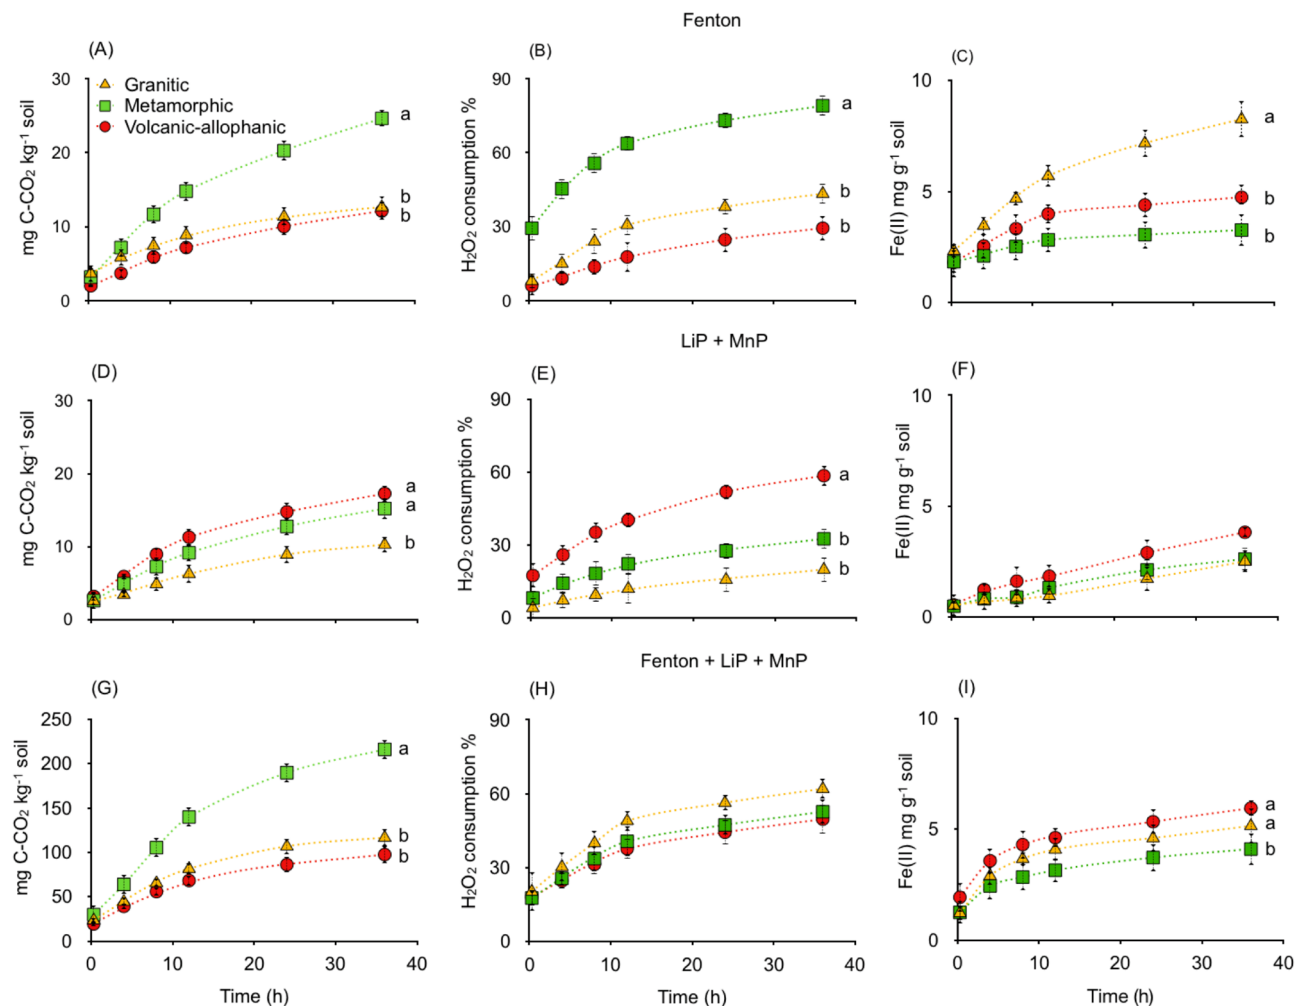 Fenton
(A)
mg C-CO₂ kg⁻¹ soil
30
20
10
0
Granitic
Metamorphic
Volcanic-allophanic
a
b
b
(B)
H₂O₂ consumption %
90
60
30
0
a
b
b
(C)
Fe(II) mg g⁻¹ soil
10
5
0
a
b
b
LiP + MnP
(D)
mg C-CO₂ kg⁻¹ soil
30
20
10
0
a
a
b
(E)
H₂O₂ consumption %
90
60
30
0
a
b
b
(F)
Fe(II) mg g⁻¹ soil
10
5
0
Fenton + LiP + MnP
(G)
mg C-CO₂ kg⁻¹ soil
250
200
150
100
50
0
a
b
b
0 10 20 30 40
Time (h)
(H)
H₂O₂ consumption %
90
60
30
0
0 10 20 30 40
Time (h)
(I)
Fe(II) mg g⁻¹ soil
10
5
0
a
a
b
0 10 20 30 40
Time (h)